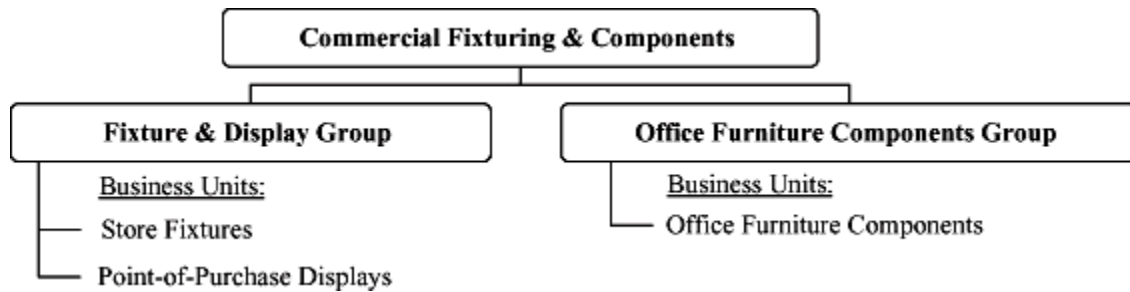 Commercial Fixturing & Components
Fixture & Display Group
Business Units:
Store Fixtures
Point-of-Purchase Displays
Office Furniture Components Group
Business Units:
Office Furniture Components